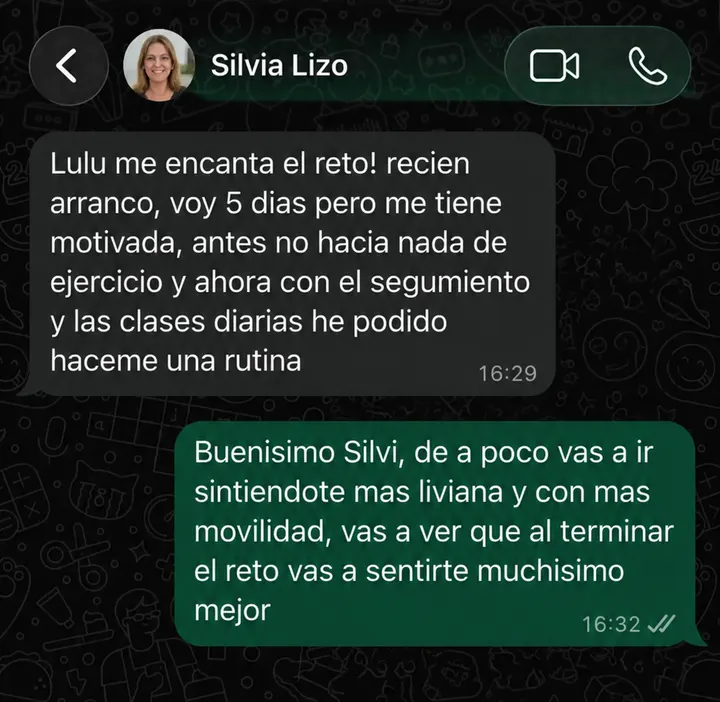 Silvia Lizo
Lulu me encanta el reto! recien
arranco, voy 5 dias pero me tiene
motivada, antes no hacia nada de
ejercicio y ahora con el segumiento
y las clases diarias he podido
haceme una rutina
16:29
Buenisimo Silvi, de a poco vas a ir
sintiendote mas liviana y con mas
movilidad, vas a ver que al terminar
el reto vas a sentirte muchisimo
mejor
16:32